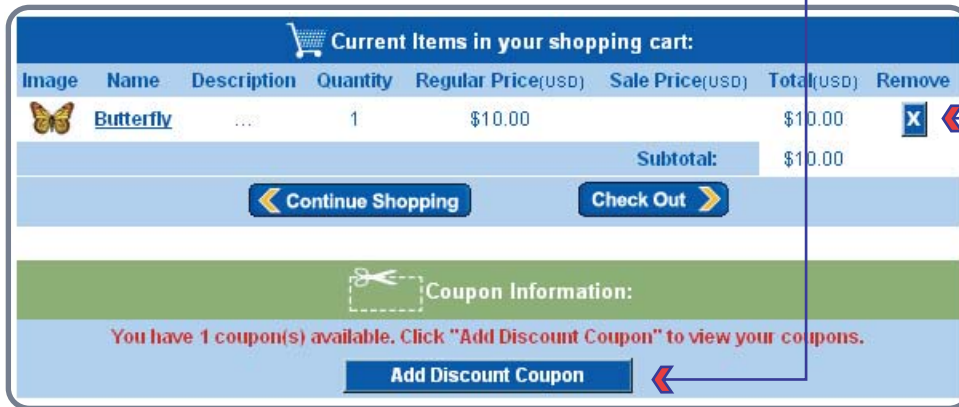 Current Items in your shopping cart:
Image Name Description Quantity Regular Price(USD) Sale Price(USD) Total(USD) Remove
Butterfly ... 1 $10.00 $10.00 X
Subtotal: $10.00
Continue Shopping Check Out
Coupon Information:
You have 1 coupon(s) available. Click "Add Discount Coupon" to view your coupons.
Add Discount Coupon